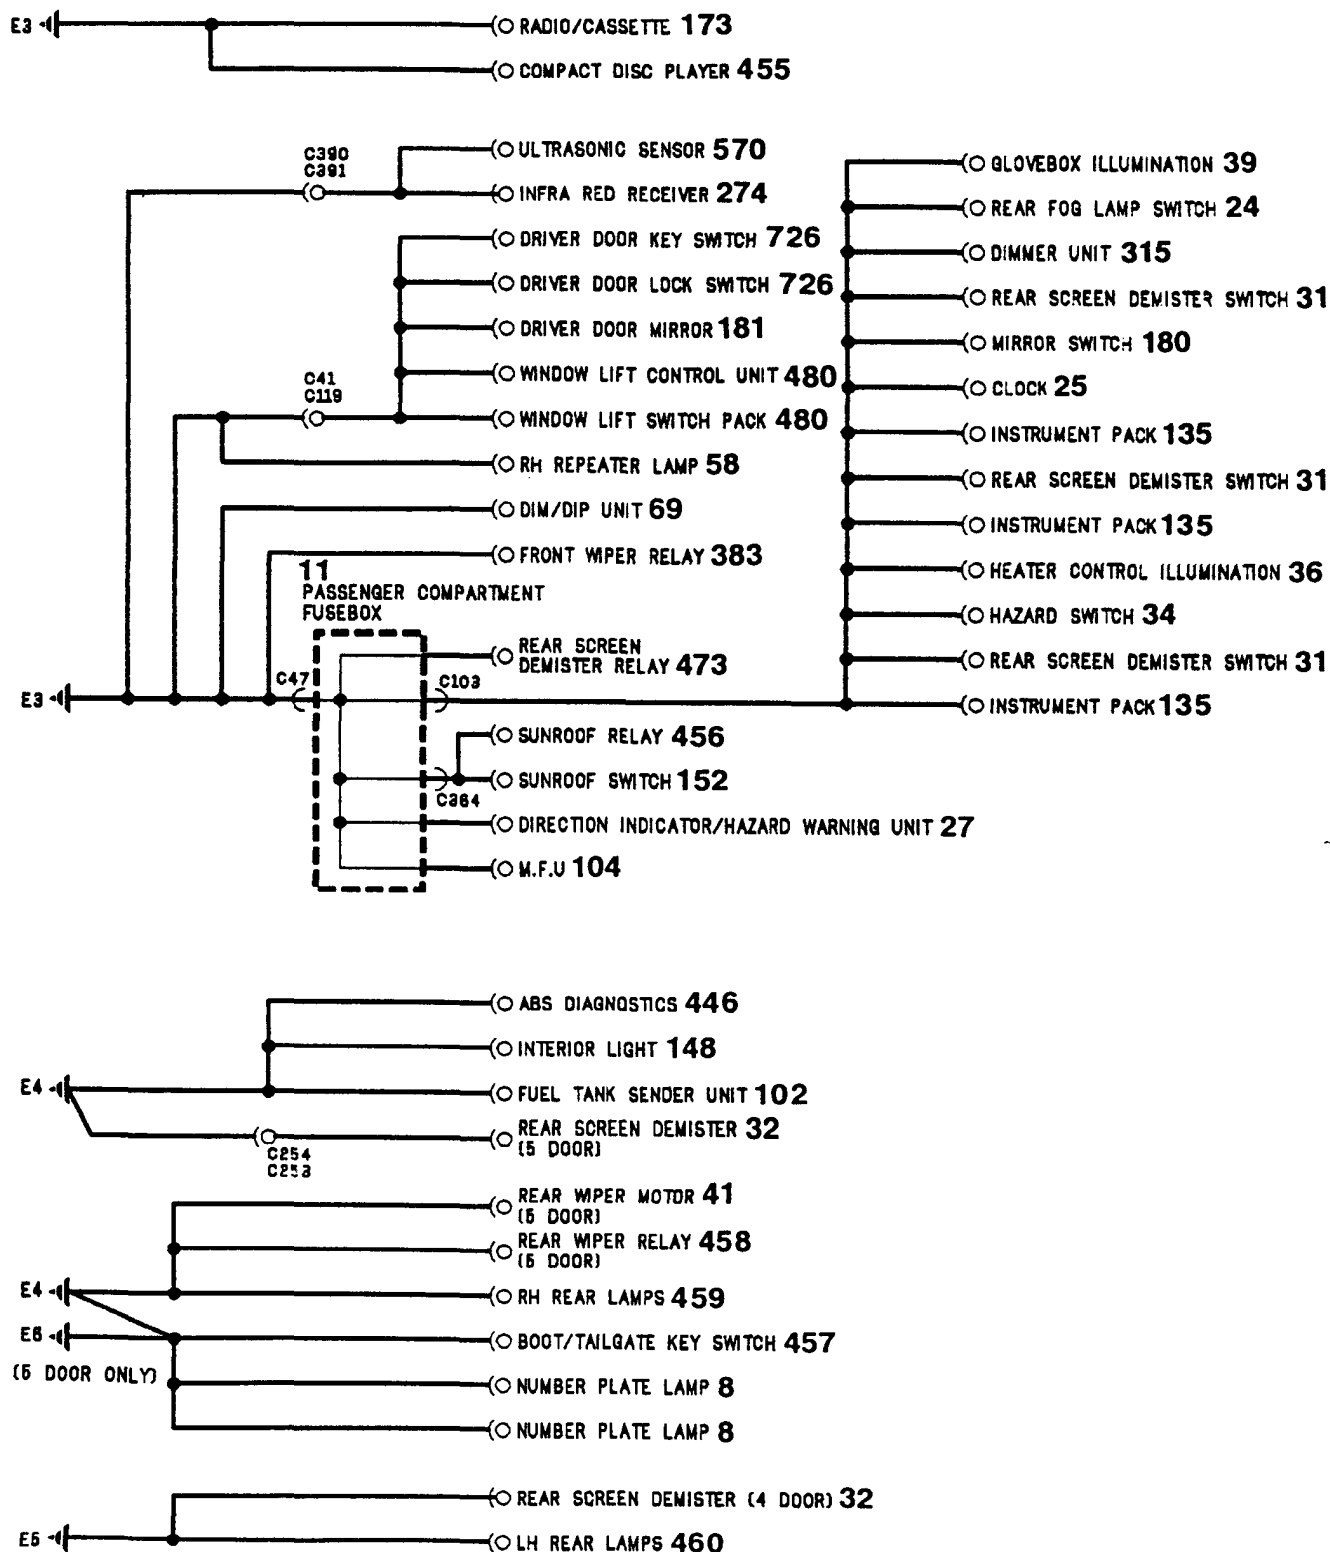 E3
RADIO/CASSETTE 173
COMPACT DISC PLAYER 455
C390
C391
ULTRASONIC SENSOR 570
INFRA RED RECEIVER 274
DRIVER DOOR KEY SWITCH 726
DRIVER DOOR LOCK SWITCH 726
DRIVER DOOR MIRROR 181
WINDOW LIFT CONTROL UNIT 480
C41
C119
WINDOW LIFT SWITCH PACK 480
RH REPEATER LAMP 58
DIM/DIP UNIT 69
FRONT WIPER RELAY 383
11
PASSENGER COMPARTMENT
FUSEBOX
REAR SCREEN
DEMISTER RELAY 473
E3
C47
C103
SUNROOF RELAY 456
SUNROOF SWITCH 152
C364
DIRECTION INDICATOR/HAZARD WARNING UNIT 27
M.F.U 104
GLOVEBOX ILLUMINATION 39
REAR FOG LAMP SWITCH 24
DIMMER UNIT 315
REAR SCREEN DEMISTER SWITCH 31
MIRROR SWITCH 180
CLOCK 25
INSTRUMENT PACK 135
REAR SCREEN DEMISTER SWITCH 31
INSTRUMENT PACK 135
HEATER CONTROL ILLUMINATION 36
HAZARD SWITCH 34
REAR SCREEN DEMISTER SWITCH 31
INSTRUMENT PACK 135
ABS DIAGNOSTICS 446
INTERIOR LIGHT 148
E4
FUEL TANK SENDER UNIT 102
REAR SCREEN DEMISTER 32
(5 DOOR)
C254
C253
REAR WIPER MOTOR 41
(5 DOOR)
REAR WIPER RELAY 458
(5 DOOR)
E4
RH REAR LAMPS 459
BOOT/TAILGATE KEY SWITCH 457
(5 DOOR ONLY)
NUMBER PLATE LAMP 8
NUMBER PLATE LAMP 8
REAR SCREEN DEMISTER (4 DOOR) 32
E5
LH REAR LAMPS 460